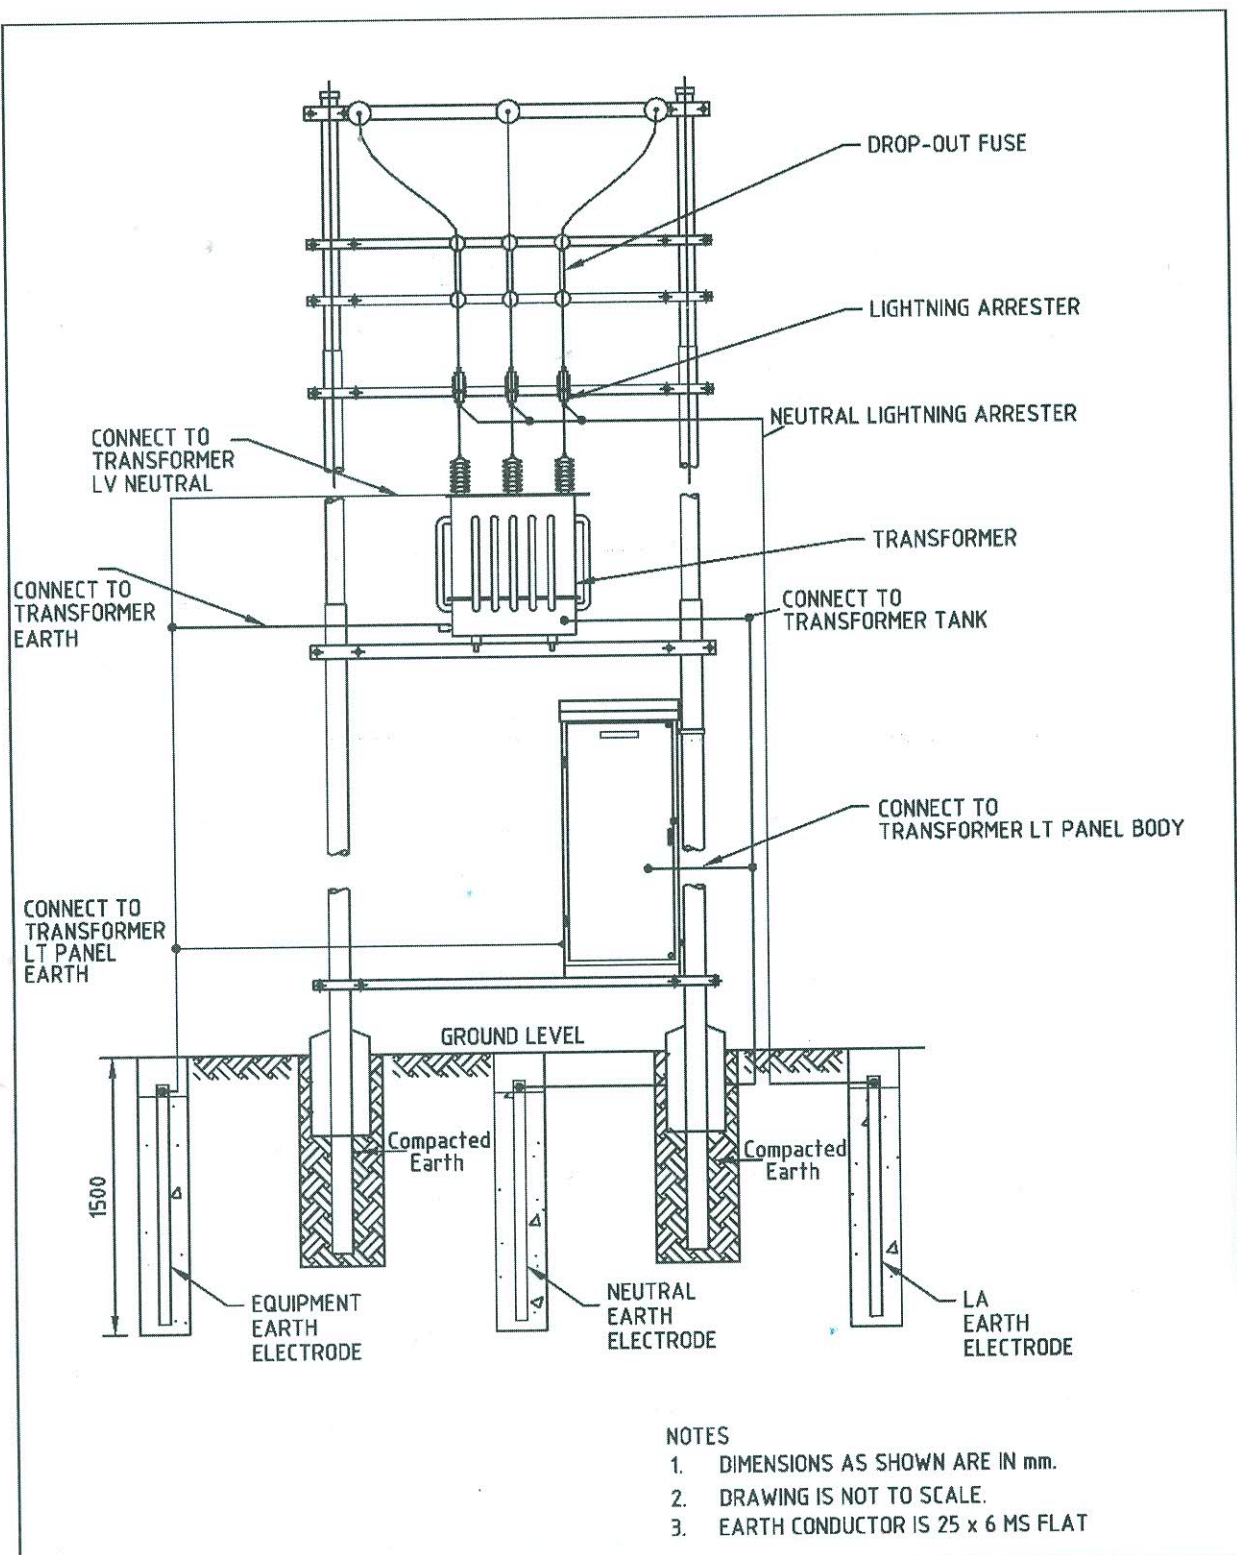 DROP-OUT FUSE
LIGHTNING ARRESTER
NEUTRAL LIGHTNING ARRESTER
CONNECT TO
TRANSFORMER
LV NEUTRAL
TRANSFORMER
CONNECT TO
TRANSFORMER
EARTH
CONNECT TO
TRANSFORMER TANK
CONNECT TO
TRANSFORMER LT PANEL BODY
CONNECT TO
TRANSFORMER
LT PANEL
EARTH
GROUND LEVEL
Compacted
Earth
Compacted
Earth
1500
EQUIPMENT
EARTH
ELECTRODE
NEUTRAL
EARTH
ELECTRODE
LA
EARTH
ELECTRODE
NOTES
1. DIMENSIONS AS SHOWN ARE IN mm.
2. DRAWING IS NOT TO SCALE.
3. EARTH CONDUCTOR IS 25 x 6 MS FLAT